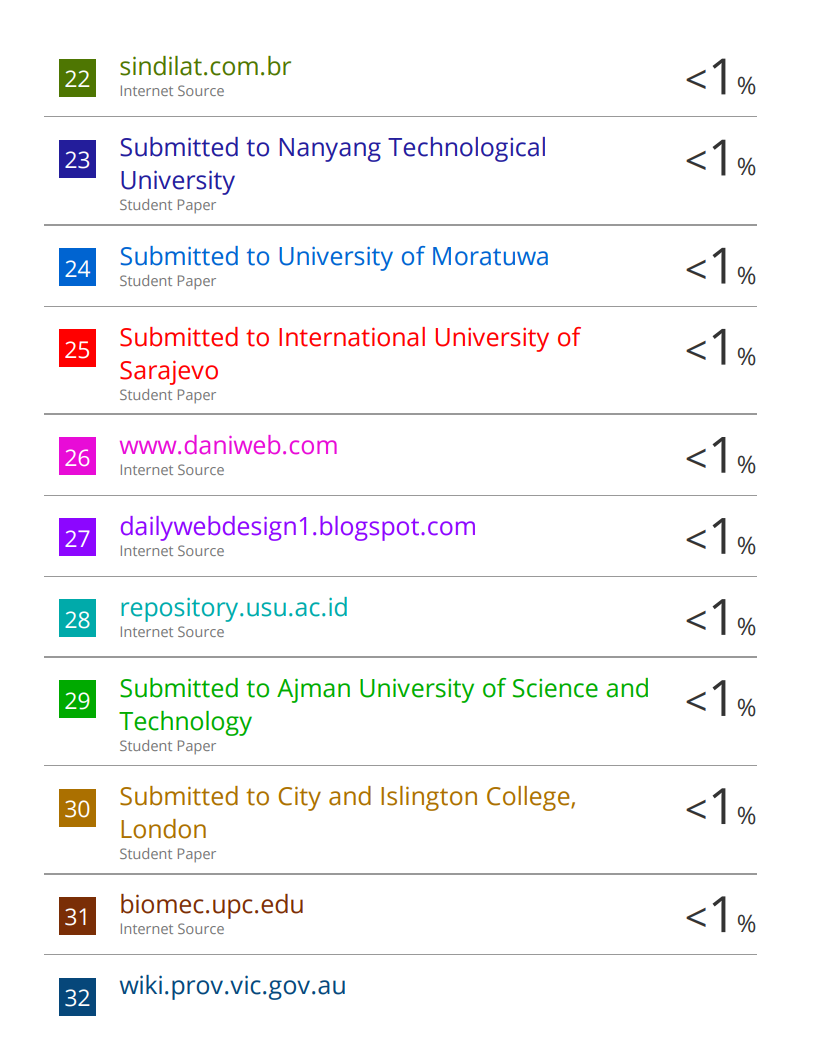 22 sindilat.com.br <1%
Internet Source
23 Submitted to Nanyang Technological <1%
University
Student Paper
24 Submitted to University of Moratuwa <1%
Student Paper
25 Submitted to International University of <1%
Sarajevo
Student Paper
26 www.daniweb.com <1%
Internet Source
27 dailywebdesign1.blogspot.com <1%
Internet Source
28 repository.usu.ac.id <1%
Internet Source
29 Submitted to Ajman University of Science and <1%
Technology
Student Paper
30 Submitted to City and Islington College, <1%
London
Student Paper
31 biomec.upc.edu <1%
Internet Source
32 wiki.prov.vic.gov.au